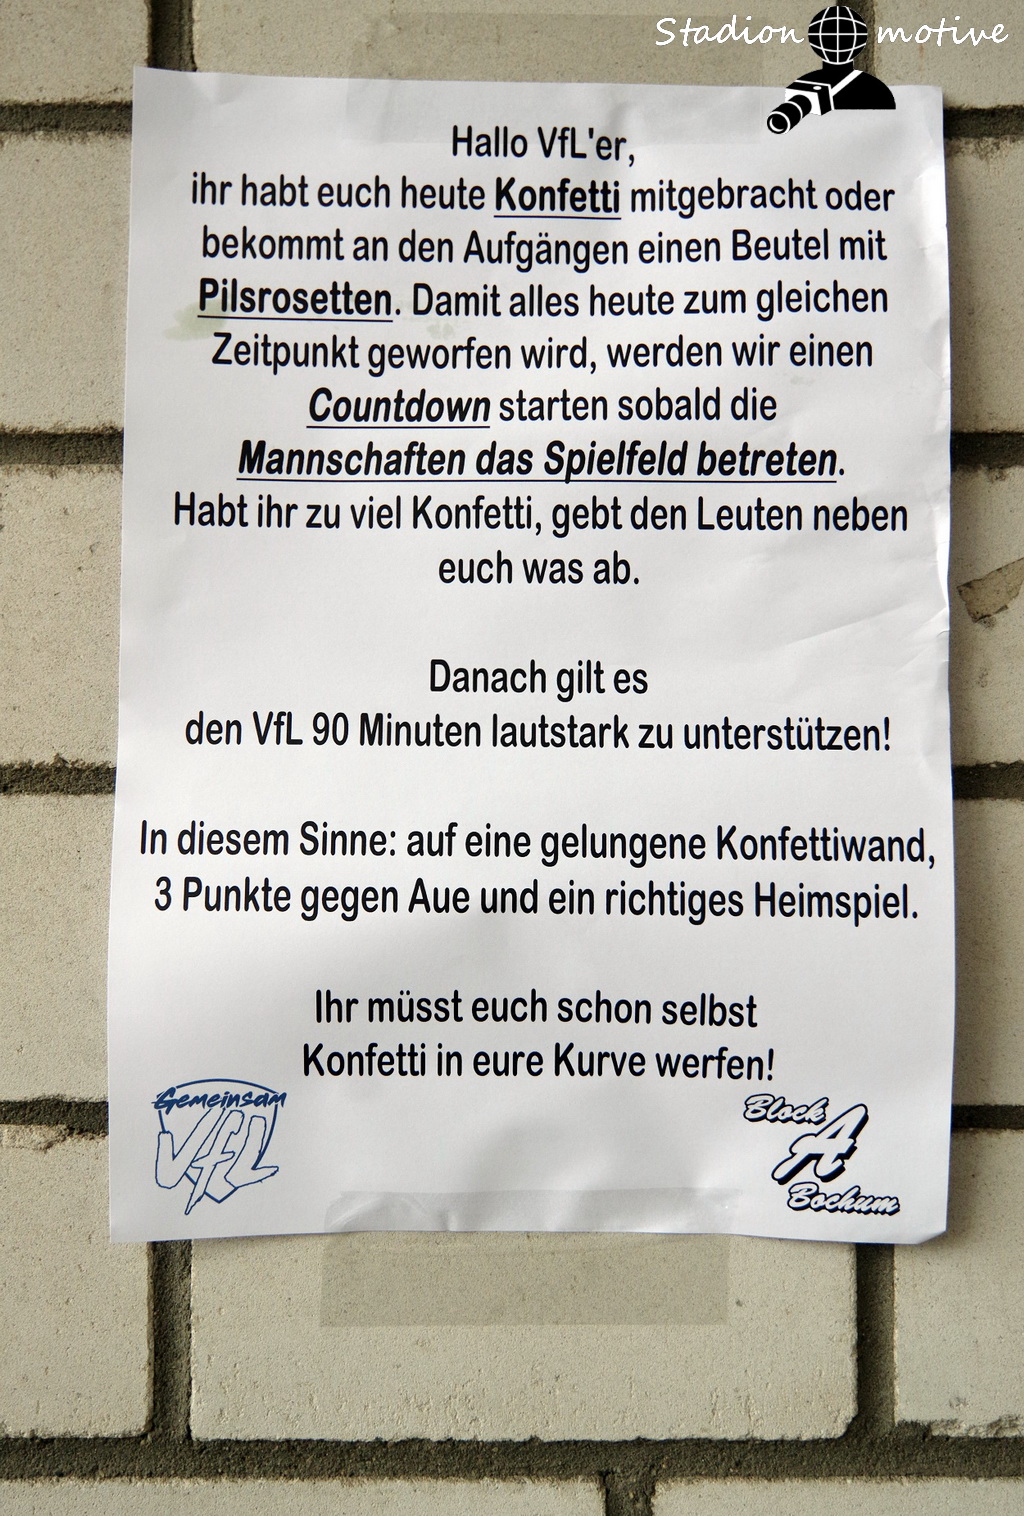 Stadion motive
Hallo VfL'er,
ihr habt euch heute Konfetti mitgebracht oder
bekommt an den Aufgängen einen Beutel mit
Pilsrosetten. Damit alles heute zum gleichen
Zeitpunkt geworfen wird, werden wir einen
Countdown starten sobald die
Mannschaften das Spielfeld betreten.
Habt ihr zu viel Konfetti, gebt den Leuten neben
euch was ab.
Danach gilt es
den VfL 90 Minuten lautstark zu unterstützen!
In diesem Sinne: auf eine gelungene Konfettiwand,
3 Punkte gegen Aue und ein richtiges Heimspiel.
Ihr müsst euch schon selbst
Konfetti in eure Kurve werfen!
Gemeinsam
VfL
Block
A
Bochum